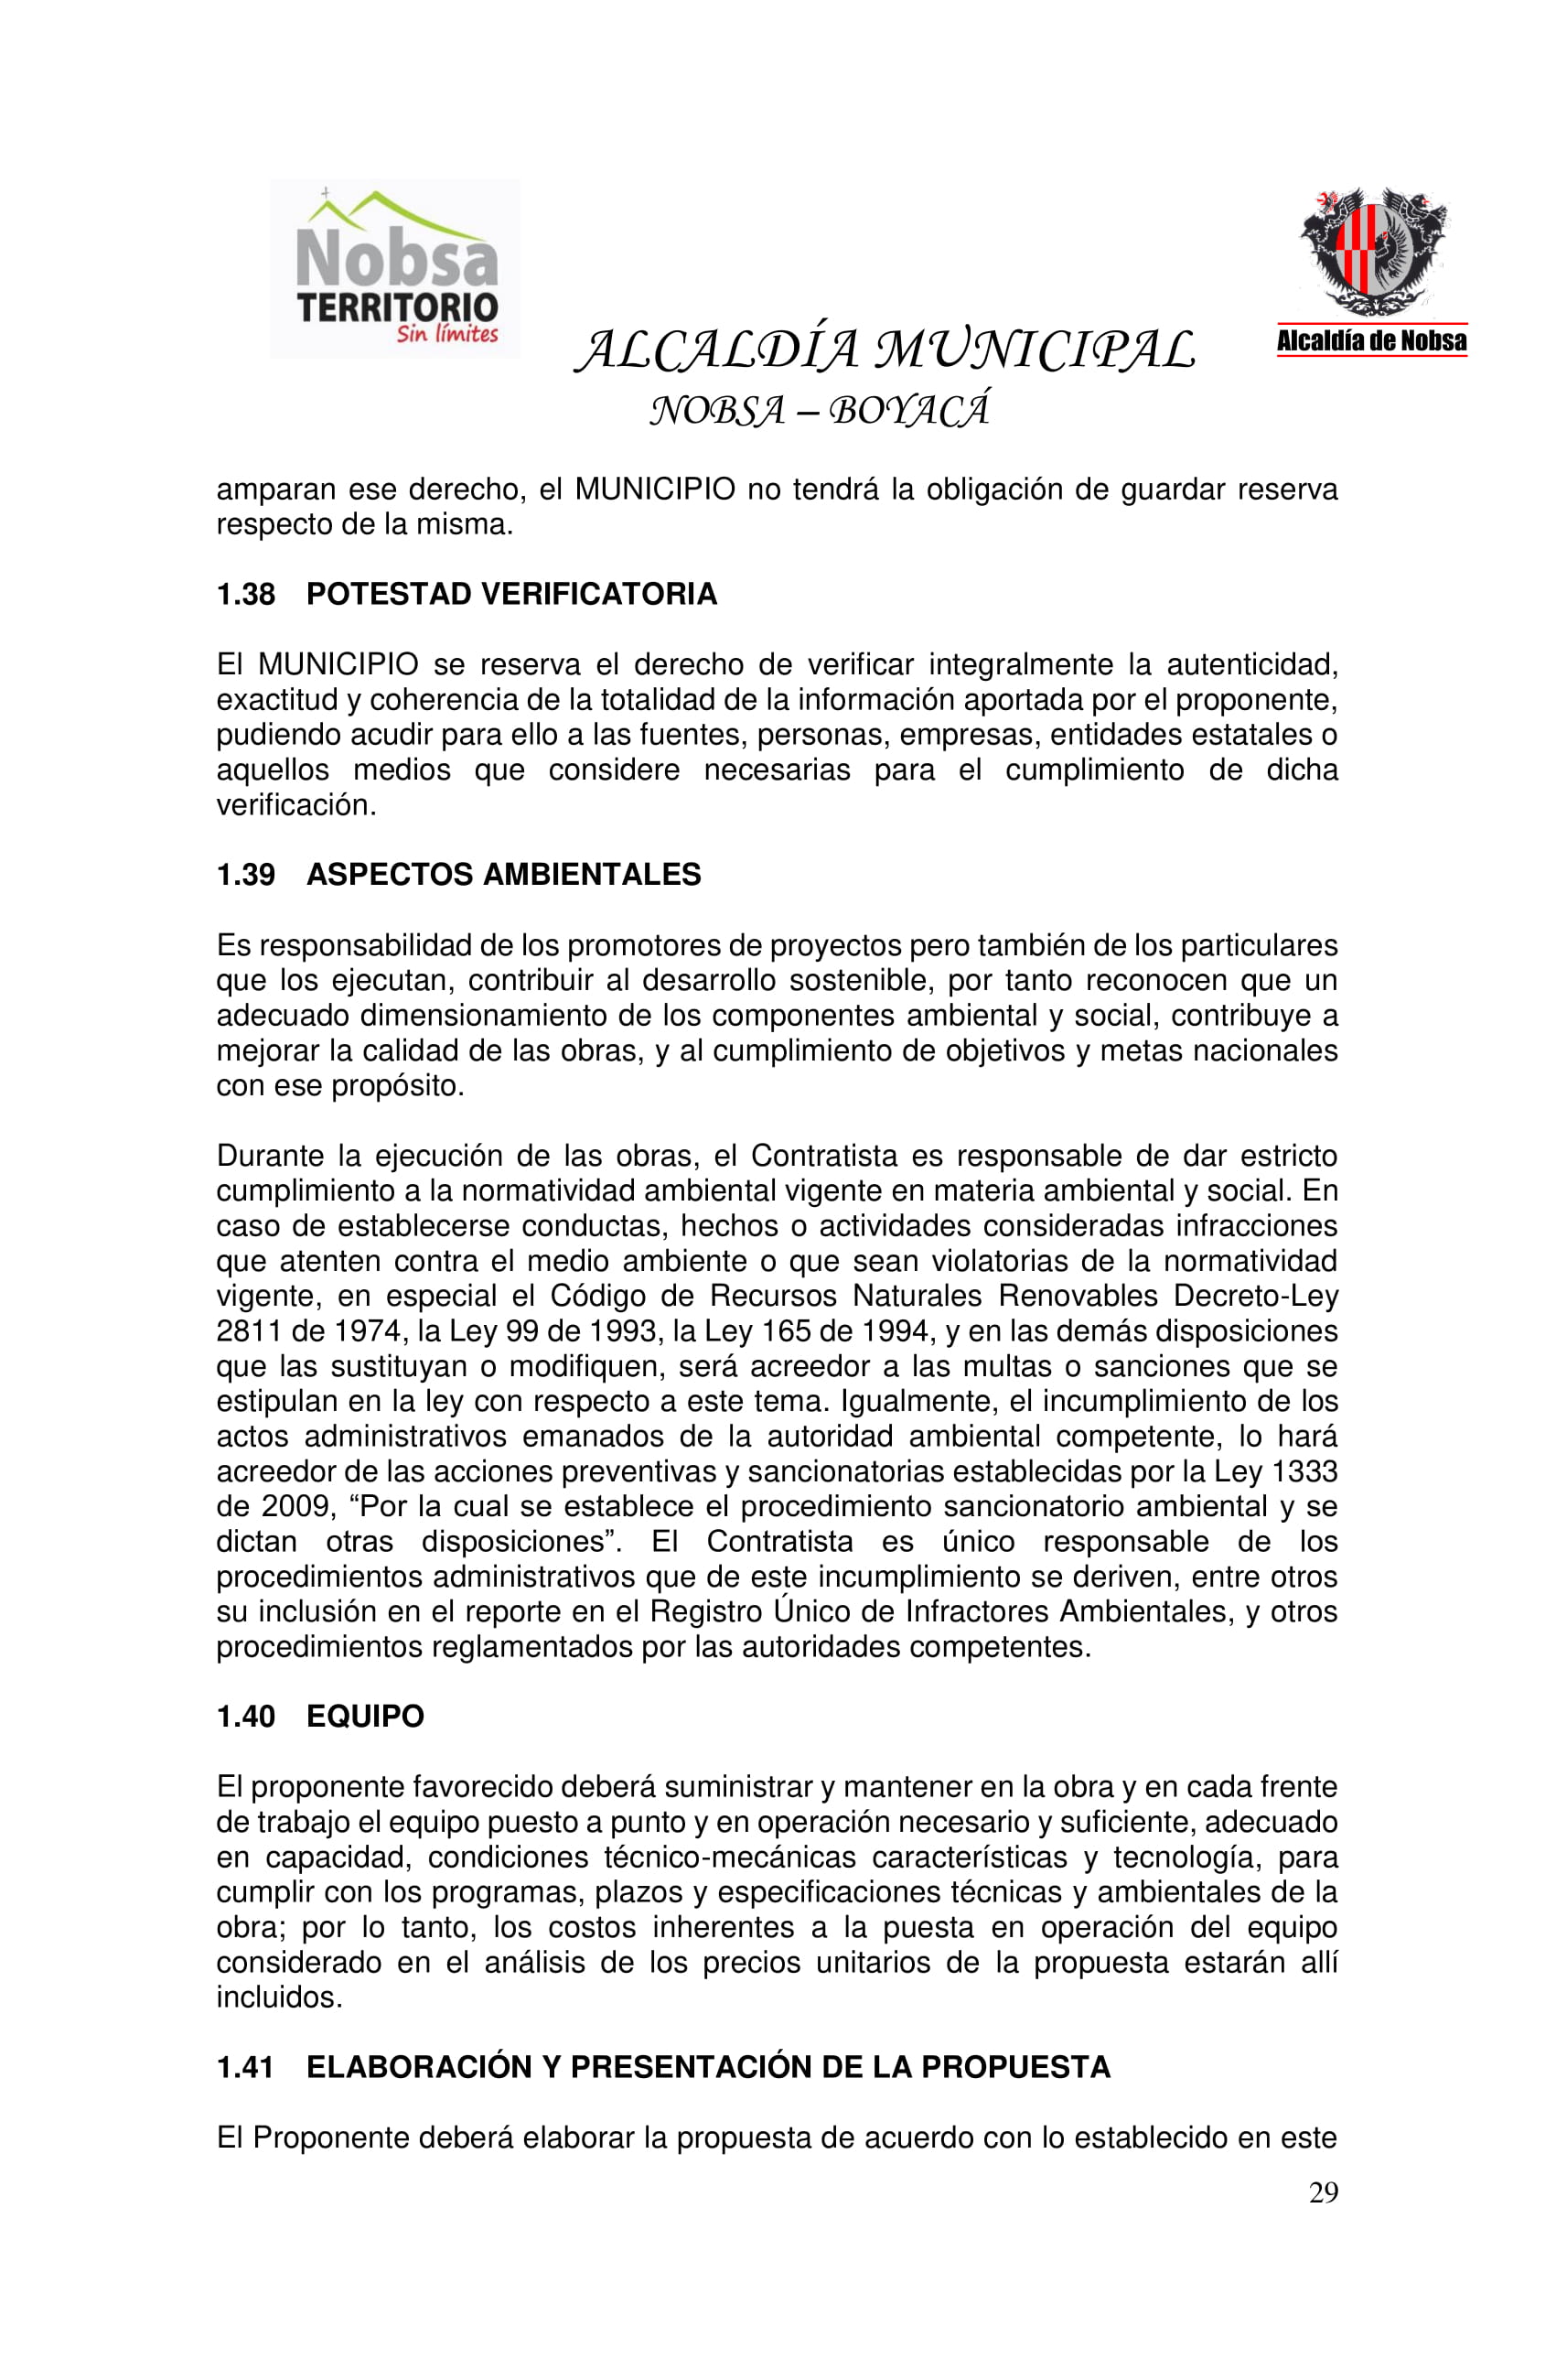 Nobsa
TERRITORIO
Sin límites
Alcaldía de Nobsa
ALCALDÍA MUNICIPAL
NOBSA – BOYACÁ
amparan ese derecho, el MUNICIPIO no tendrá la obligación de guardar reserva
respecto de la misma.
1.38 POTESTAD VERIFICATORIA
El MUNICIPIO se reserva el derecho de verificar integralmente la autenticidad,
exactitud y coherencia de la totalidad de la información aportada por el proponente,
pudiendo acudir para ello a las fuentes, personas, empresas, entidades estatales o
aquellos medios que considere necesarias para el cumplimiento de dicha
verificación.
1.39 ASPECTOS AMBIENTALES
Es responsabilidad de los promotores de proyectos pero también de los particulares
que los ejecutan, contribuir al desarrollo sostenible, por tanto reconocen que un
adecuado dimensionamiento de los componentes ambiental y social, contribuye a
mejorar la calidad de las obras, y al cumplimiento de objetivos y metas nacionales
con ese propósito.
Durante la ejecución de las obras, el Contratista es responsable de dar estricto
cumplimiento a la normatividad ambiental vigente en materia ambiental y social. En
caso de establecerse conductas, hechos o actividades consideradas infracciones
que atenten contra el medio ambiente o que sean violatorias de la normatividad
vigente, en especial el Código de Recursos Naturales Renovables Decreto-Ley
2811 de 1974, la Ley 99 de 1993, la Ley 165 de 1994, y en las demás disposiciones
que las sustituyan o modifiquen, será acreedor a las multas o sanciones que se
estipulan en la ley con respecto a este tema. Igualmente, el incumplimiento de los
actos administrativos emanados de la autoridad ambiental competente, lo hará
acreedor de las acciones preventivas y sancionatorias establecidas por la Ley 1333
de 2009, “Por la cual se establece el procedimiento sancionatorio ambiental y se
dictan otras disposiciones”. El Contratista es único responsable de los
procedimientos administrativos que de este incumplimiento se deriven, entre otros
su inclusión en el reporte en el Registro Único de Infractores Ambientales, y otros
procedimientos reglamentados por las autoridades competentes.
1.40 EQUIPO
El proponente favorecido deberá suministrar y mantener en la obra y en cada frente
de trabajo el equipo puesto a punto y en operación necesario y suficiente, adecuado
en capacidad, condiciones técnico-mecánicas características y tecnología, para
cumplir con los programas, plazos y especificaciones técnicas y ambientales de la
obra; por lo tanto, los costos inherentes a la puesta en operación del equipo
considerado en el análisis de los precios unitarios de la propuesta estarán allí
incluidos.
1.41 ELABORACIÓN Y PRESENTACIÓN DE LA PROPUESTA
El Proponente deberá elaborar la propuesta de acuerdo con lo establecido en este
29